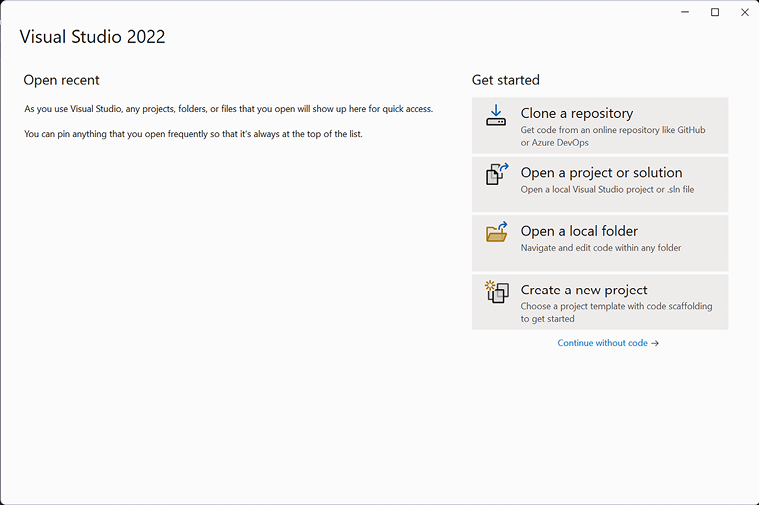 Visual Studio 2022
Open recent
As you use Visual Studio, any projects, folders, or files that you open will show up here for quick access.
You can pin anything that you open frequently so that it's always at the top of the list.
Get started
Clone a repository
Get code from an online repository like GitHub
or Azure DevOps
Open a project or solution
Open a local Visual Studio project or .sln file
Open a local folder
Navigate and edit code within any folder
Create a new project
Choose a project template with code scaffolding
to get started
Continue without code →